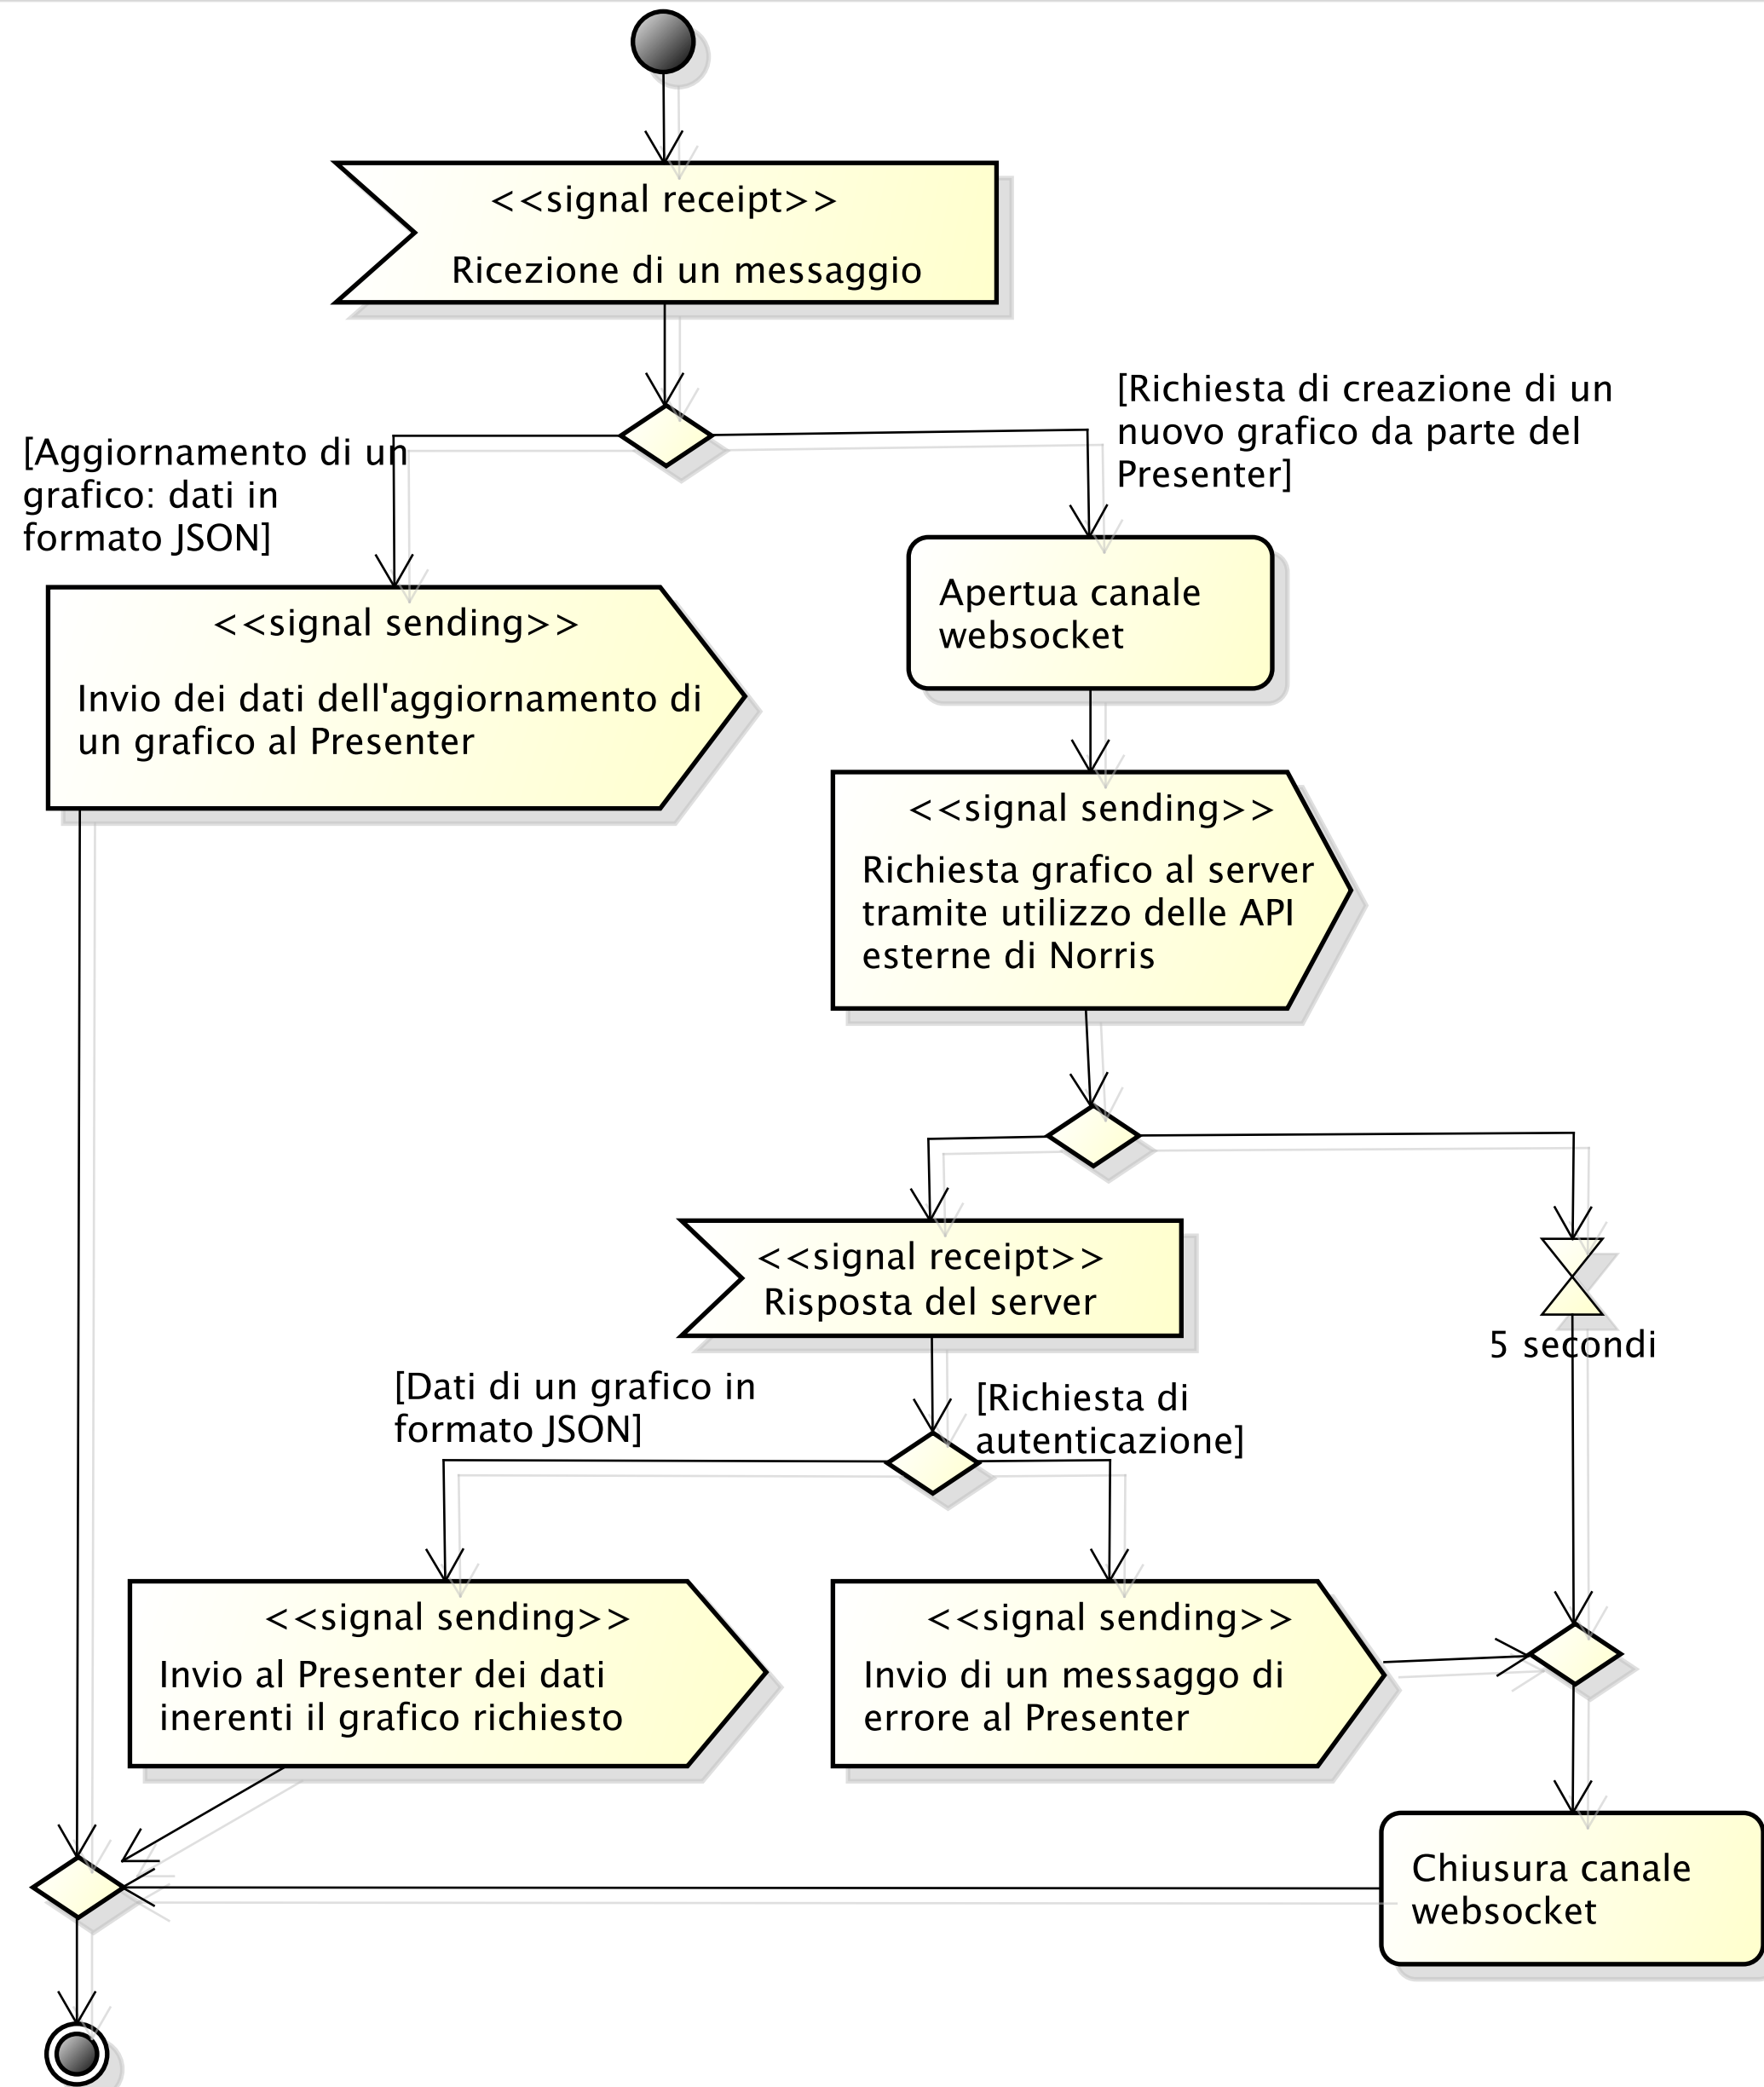 <<signal receipt>>
Ricezione di un messaggio
[Richiesta di creazione di un
nuovo grafico da parte del
Presenter]
[Aggiornamento di un
grafico: dati in
formato JSON]
<<signal sending>>
Invio dei dati dell'aggiornamento di
un grafico al Presenter
Apertua canale
websocket
<<signal sending>>
Richiesta grafico al server
tramite utilizzo delle API
esterne di Norris
<<signal receipt>>
Risposta del server
5 secondi
[Dati di un grafico in
formato JSON]
[Richiesta di
autenticazione]
<<signal sending>>
Invio al Presenter dei dati
inerenti il grafico richiesto
<<signal sending>>
Invio di un messaggo di
errore al Presenter
Chiusura canale
websocket